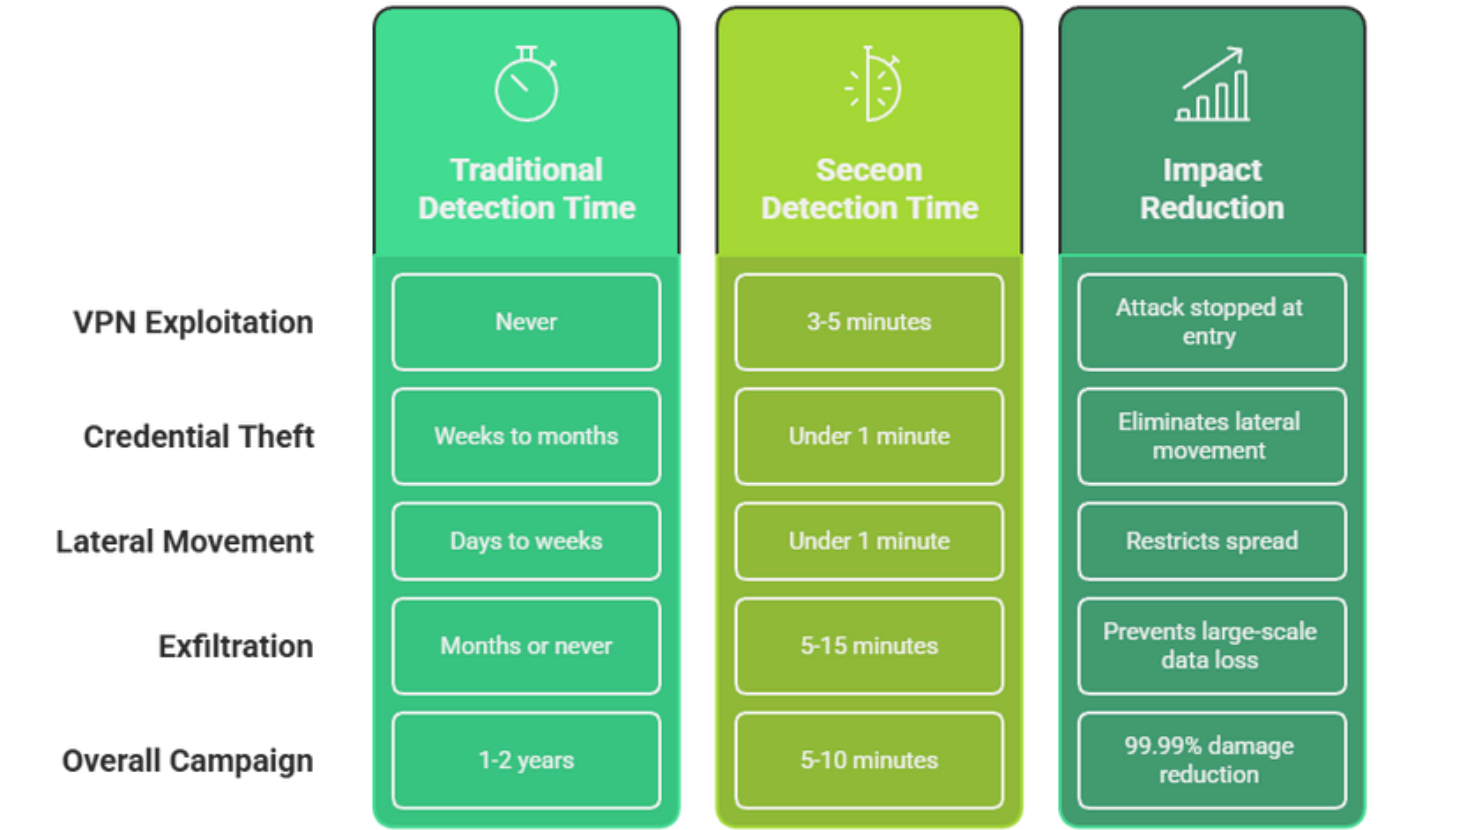 Traditional
Detection Time
Seceon
Detection Time
Impact
Reduction
VPN Exploitation
Never
3-5 minutes
Attack stopped at
entry
Credential Theft
Weeks to months
Under 1 minute
Eliminates lateral
movement
Lateral Movement
Days to weeks
Under 1 minute
Restricts spread
Exfiltration
Months or never
5-15 minutes
Prevents large-scale
data loss
Overall Campaign
1-2 years
5-10 minutes
99.99% damage
reduction